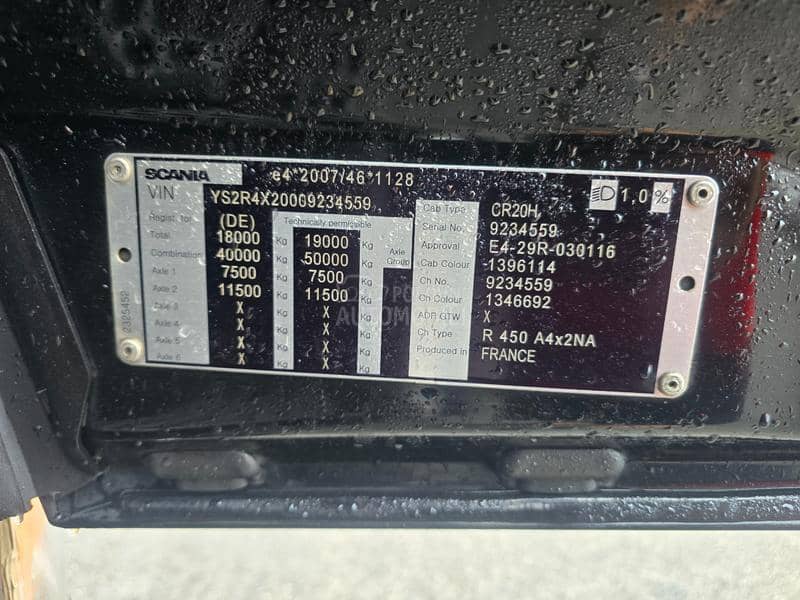 SCANIA e4*2007/46*1128
VIN YS2R4X20009234559 1,0 %
Regist. for (DE) Technically permissible Cab Type CR20H
Total 18000 Kg 19000 Kg Axle Group Serial No. 9234559
Combination 40000 Kg 50000 Kg Approval E4-29R-030116
Axle 1 7500 Kg 7500 Kg Cab Colour 1396114
Axle 2 11500 Kg 11500 Kg Ch No. 9234559
Axle 3 X Kg X Kg Ch Colour 1346692
Axle 4 X Kg X Kg ADR GTW X
Axle 5 X Kg X Kg Ch Type R 450 A4x2NA
Axle 6 X Kg X Kg Produced in FRANCE
2325452